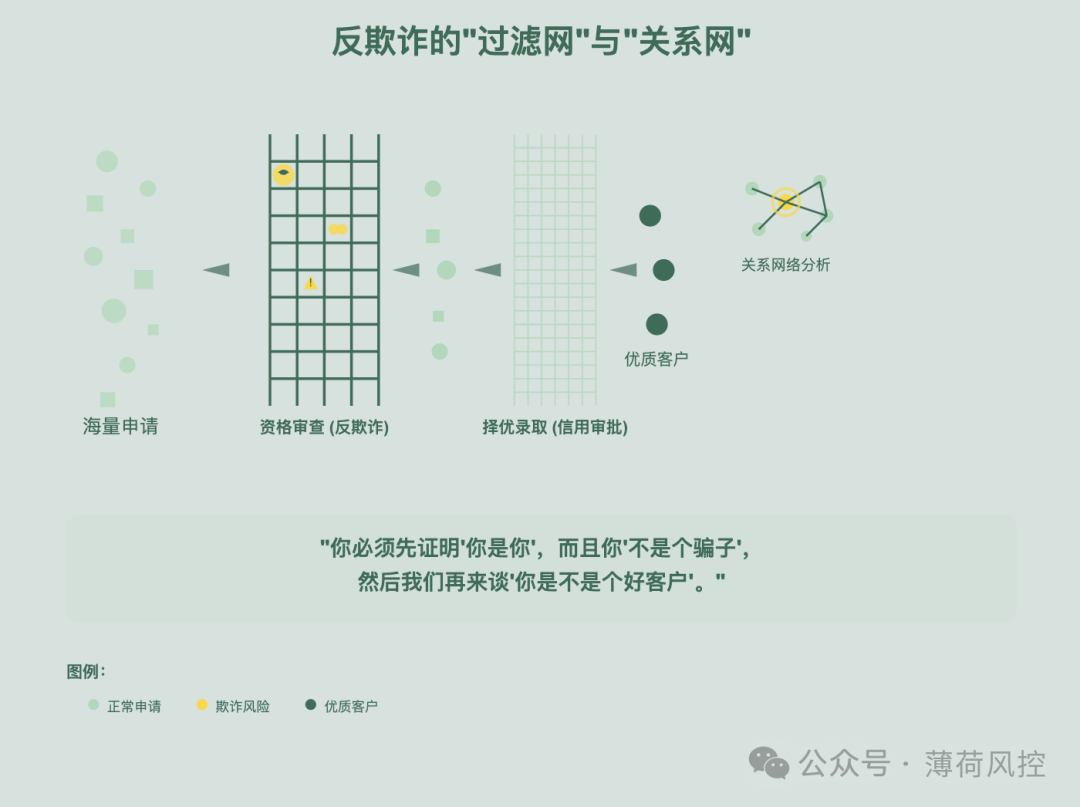 反欺诈的"过滤网"与"关系网"
关系网络分析
优质客户
海量申请
资格审查 (反欺诈)
择优录取 (信用审批)
"你必须先证明'你是你'，而且你'不是个骗子'，
然后我们再来谈'你是不是个好客户'。"
图例：
正常申请
欺诈风险
优质客户
公众号 · 薄荷风控